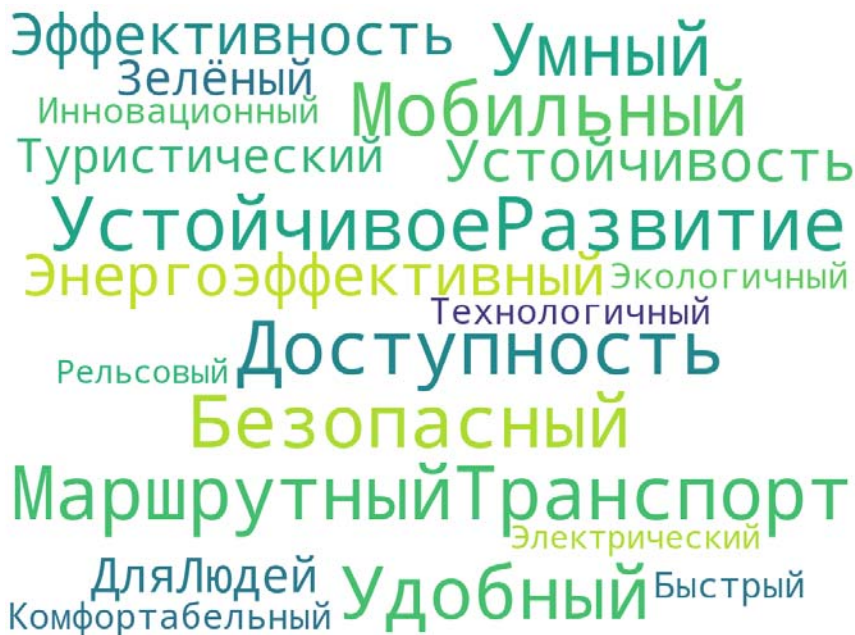 Эффективность
Умный
Зелёный
Инновационный
Мобильный
Туристический
Устойчивость
УстойчивоеРазвитие
Энергоэффективный
Экологичный
Технологичный
Доступность
Рельсовый
Безопасный
МаршрутныйТранспорт
Электрический
ДляЛюдей
Удобный
Быстрый
Комфортабельный